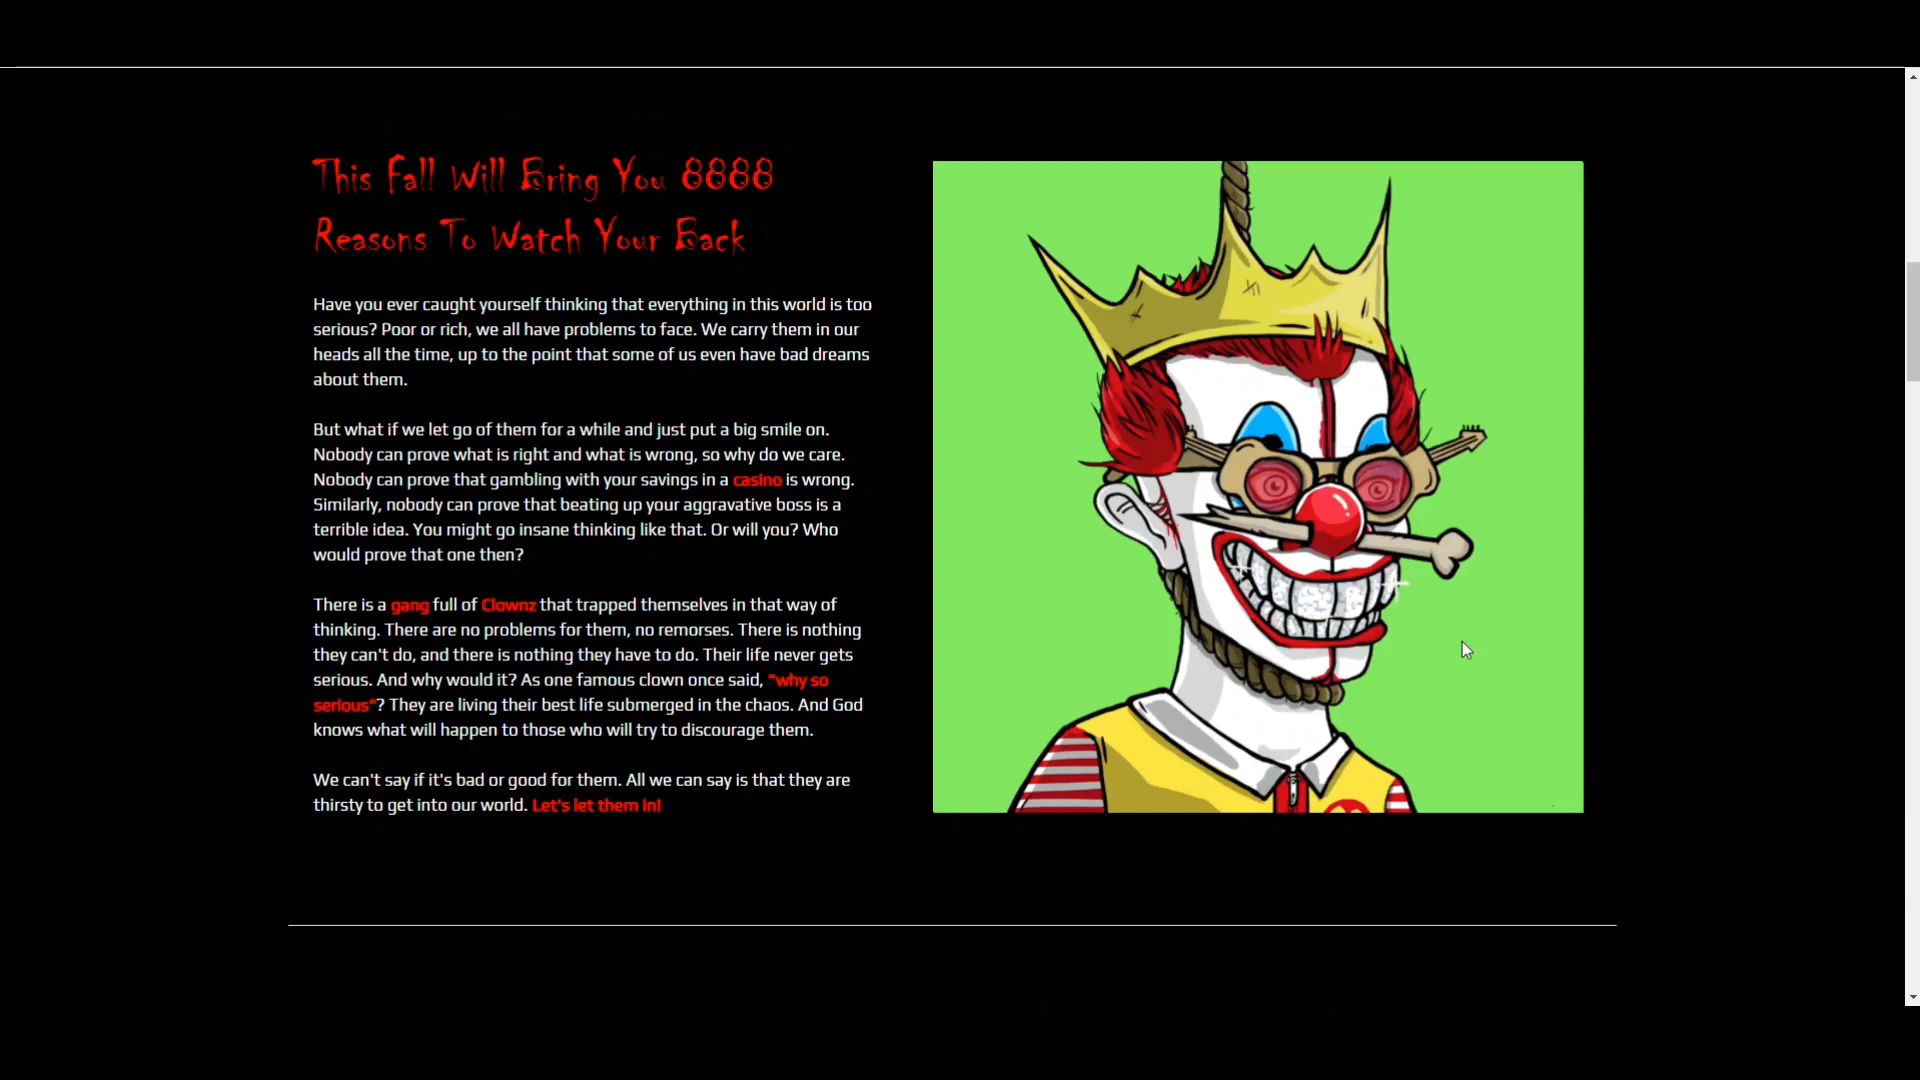 This Fall Will Bring You 8888
Reasons To Watch Your Back
Have you ever caught yourself thinking that everything in this world is too
serious? Poor or rich, we all have problems to face. We carry them in our
heads all the time, up to the point that some of us even have bad dreams
about them.
But what if we let go of them for a while and just put a big smile on.
Nobody can prove what is right and what is wrong, so why do we care.
Nobody can prove that gambling with your savings in a casino is wrong.
Similarly, nobody can prove that beating up your aggravative boss is a
terrible idea. You might go insane thinking like that. Or will you? Who
would prove that one then?
There is a gang full of Clownz that trapped themselves in that way of
thinking. There are no problems for them, no remorses. There is nothing
they can't do, and there is nothing they have to do. Their life never gets
serious. And why would it? As one famous clown once said, "why so
serious"? They are living their best life submerged in the chaos. And God
knows what will happen to those who will try to discourage them.
We can't say if it's bad or good for them. All we can say is that they are
thirsty to get into our world. Let's let them in!